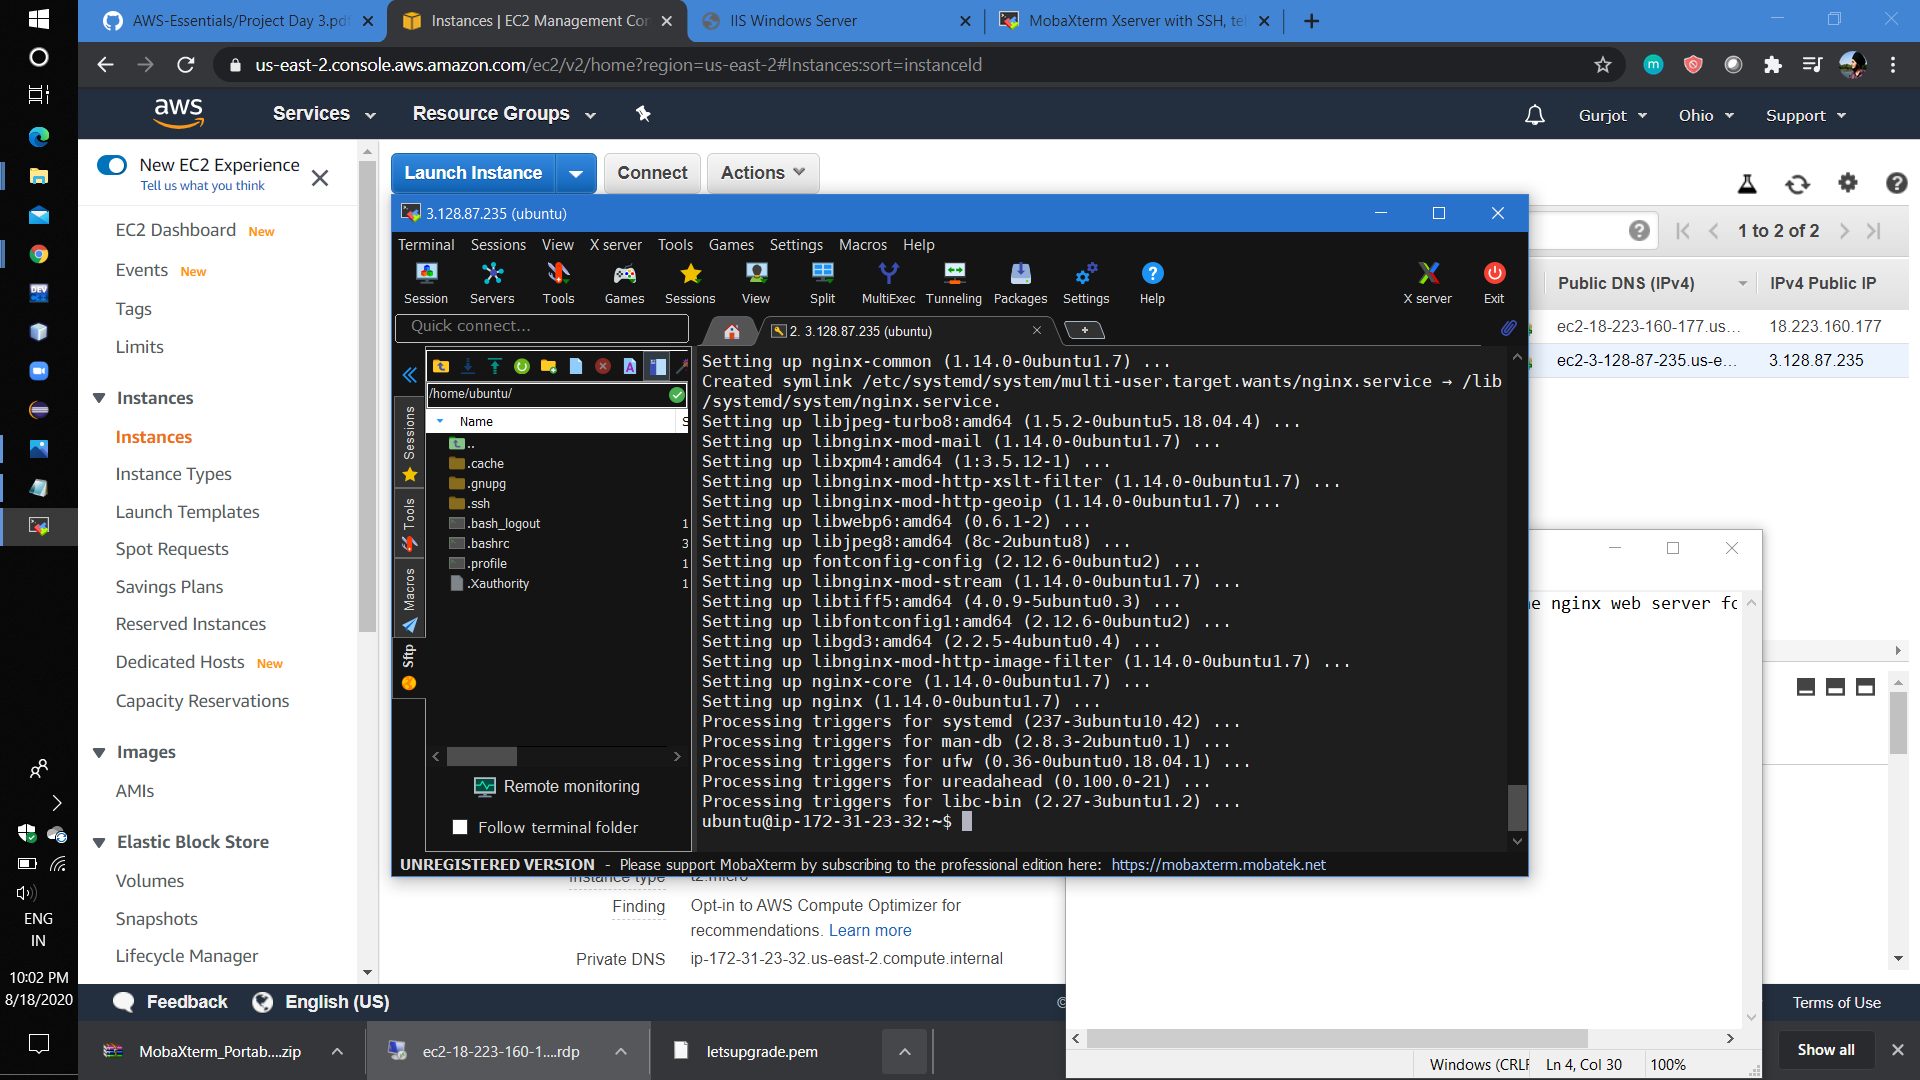 AWS-Essentials/Project Day 3.pdf
Instances | EC2 Management Con
IIS Windows Server
MobaXterm Xserver with SSH, tel
us-east-2.console.aws.amazon.com/ec2/v2/home?region=us-east-2#Instances:sort=instanceId
m
aws
Services
Resource Groups
Gurjot
Ohio
Support
New EC2 Experience
Tell us what you think
Launch Instance
Connect
Actions
EC2 Dashboard New
Events New
Tags
Limits
Instances
Instances
Instance Types
Launch Templates
Spot Requests
Savings Plans
Reserved Instances
Dedicated Hosts New
Capacity Reservations
Images
AMIs
Elastic Block Store
Volumes
Snapshots
Lifecycle Manager
1 to 2 of 2
Public DNS (IPv4)
IPv4 Public IP
ec2-18-223-160-177.us...
18.223.160.177
ec2-3-128-87-235.us-e...
3.128.87.235
3.128.87.235 (ubuntu)
Terminal Sessions View X server Tools Games Settings Macros Help
Session Servers Tools Games Sessions View Split MultiExec Tunneling Packages Settings Help
X server Exit
Quick connect...
2. 3.128.87.235 (ubuntu)
Sessions
Tools
Macros
Sftp
/home/ubuntu/
Name S
..
.cache
.gnupg
.ssh
.bash_logout 1
.bashrc 3
.profile 1
.Xauthority 1
Remote monitoring
Follow terminal folder
Setting up nginx-common (1.14.0-0ubuntu1.7) ...
Created symlink /etc/systemd/system/multi-user.target.wants/nginx.service → /lib
/systemd/system/nginx.service.
Setting up libjpeg-turbo8:amd64 (1.5.2-0ubuntu5.18.04.4) ...
Setting up libnginx-mod-mail (1.14.0-0ubuntu1.7) ...
Setting up libxpm4:amd64 (1:3.5.12-1) ...
Setting up libnginx-mod-http-xslt-filter (1.14.0-0ubuntu1.7) ...
Setting up libnginx-mod-http-geoip (1.14.0-0ubuntu1.7) ...
Setting up libwebp6:amd64 (0.6.1-2) ...
Setting up libjpeg8:amd64 (8c-2ubuntu8) ...
Setting up fontconfig-config (2.12.6-0ubuntu2) ...
Setting up libnginx-mod-stream (1.14.0-0ubuntu1.7) ...
Setting up libtiff5:amd64 (4.0.9-5ubuntu0.3) ...
Setting up libfontconfig1:amd64 (2.12.6-0ubuntu2) ...
Setting up libgd3:amd64 (2.2.5-4ubuntu0.4) ...
Setting up libnginx-mod-http-image-filter (1.14.0-0ubuntu1.7) ...
Setting up nginx-core (1.14.0-0ubuntu1.7) ...
Setting up nginx (1.14.0-0ubuntu1.7) ...
Processing triggers for systemd (237-3ubuntu10.42) ...
Processing triggers for man-db (2.8.3-2ubuntu0.1) ...
Processing triggers for ufw (0.36-0ubuntu0.18.04.1) ...
Processing triggers for ureadahead (0.100.0-21) ...
Processing triggers for libc-bin (2.27-3ubuntu1.2) ...
ubuntu@ip-172-31-23-32:~$
UNREGISTERED VERSION - Please support MobaXterm by subscribing to the professional edition here: https://mobaxterm.mobatek.net
nginx web server
Instance type t2.micro
Finding
Opt-in to AWS Compute Optimizer for
recommendations. Learn more
Private DNS
ip-172-31-23-32.us-east-2.compute.internal
Feedback
English (US)
©
Terms of Use
Windows (CRLF
Ln 4, Col 30
100%
MobaXterm_Portab....zip
ec2-18-223-160-1....rdp
letsupgrade.pem
Show all
DEV
ENG
IN
10:02 PM
8/18/2020